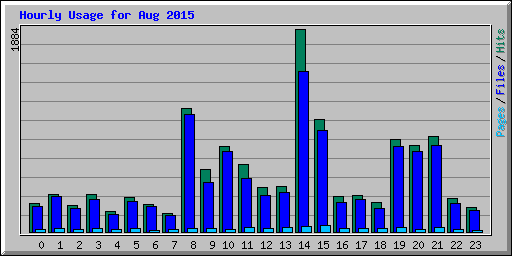 Hourly Usage for Aug 2015
1884
Pages/Files/Hits
0 1 2 3 4 5 6 7 8 9 10 11 12 13 14 15 16 17 18 19 20 21 22 23